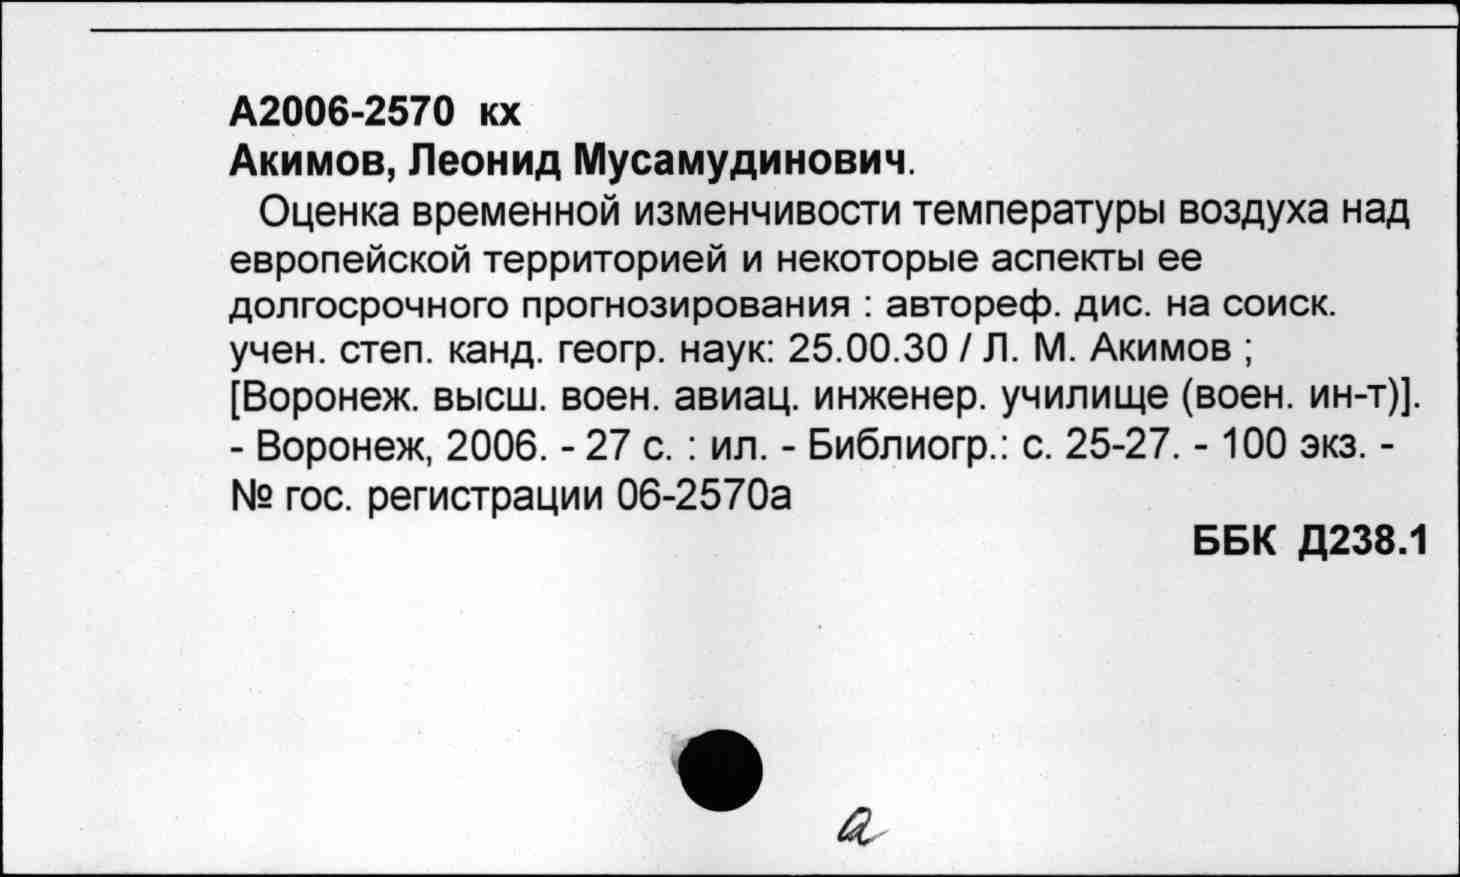 А2006-2570 кх
Акимов, Леонид Мусамудинович.
Оценка временной изменчивости температуры воздуха над
европейской территорией и некоторые аспекты ее
долгосрочного прогнозирования : автореф. дис. на соиск.
учен. степ. канд. геогр. наук: 25.00.30 / Л. М. Акимов ;
[Воронеж. высш. воен. авиац. инженер. училище (воен. ин-т)].
- Воронеж, 2006. - 27 с. : ил. - Библиогр.: с. 25-27. - 100 экз. -
№ гос. регистрации 06-2570а
ББК Д238.1
а